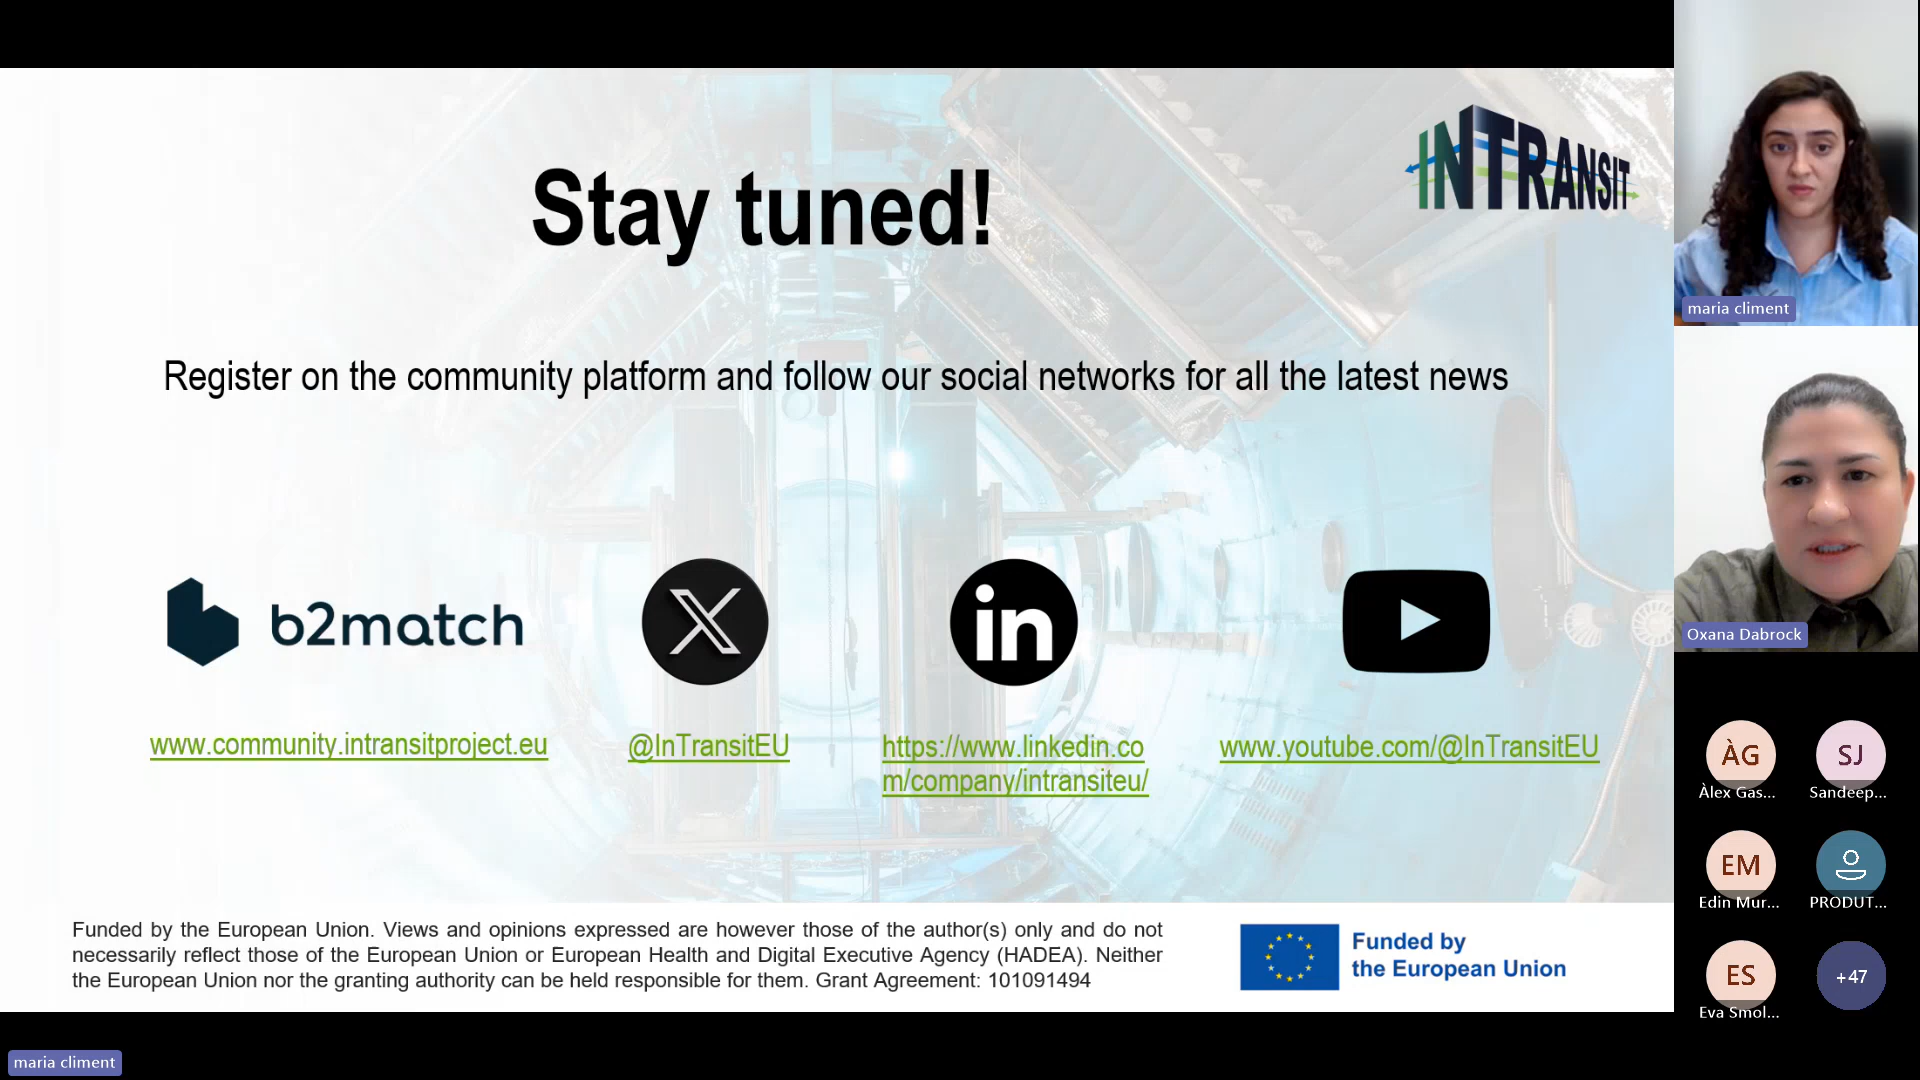 INTRANSIT
Stay tuned!
Register on the community platform and follow our social networks for all the latest news
b2match
X
in
www.community.intransitproject.eu
@InTransitEU
https://www.linkedin.co
m/company/intransiteu/
www.youtube.com/@InTransitEU
Funded by the European Union. Views and opinions expressed are however those of the author(s) only and do not
necessarily reflect those of the European Union or European Health and Digital Executive Agency (HADEA). Neither
the European Union nor the granting authority can be held responsible for them. Grant Agreement: 101091494
Funded by
the European Union
maria climent
maria climent
Oxana Dabrock
ÀG
SJ
Àlex Gas...
Sandeep...
EM
Edin Mur...
PRODUT...
ES
+47
Eva Smol...